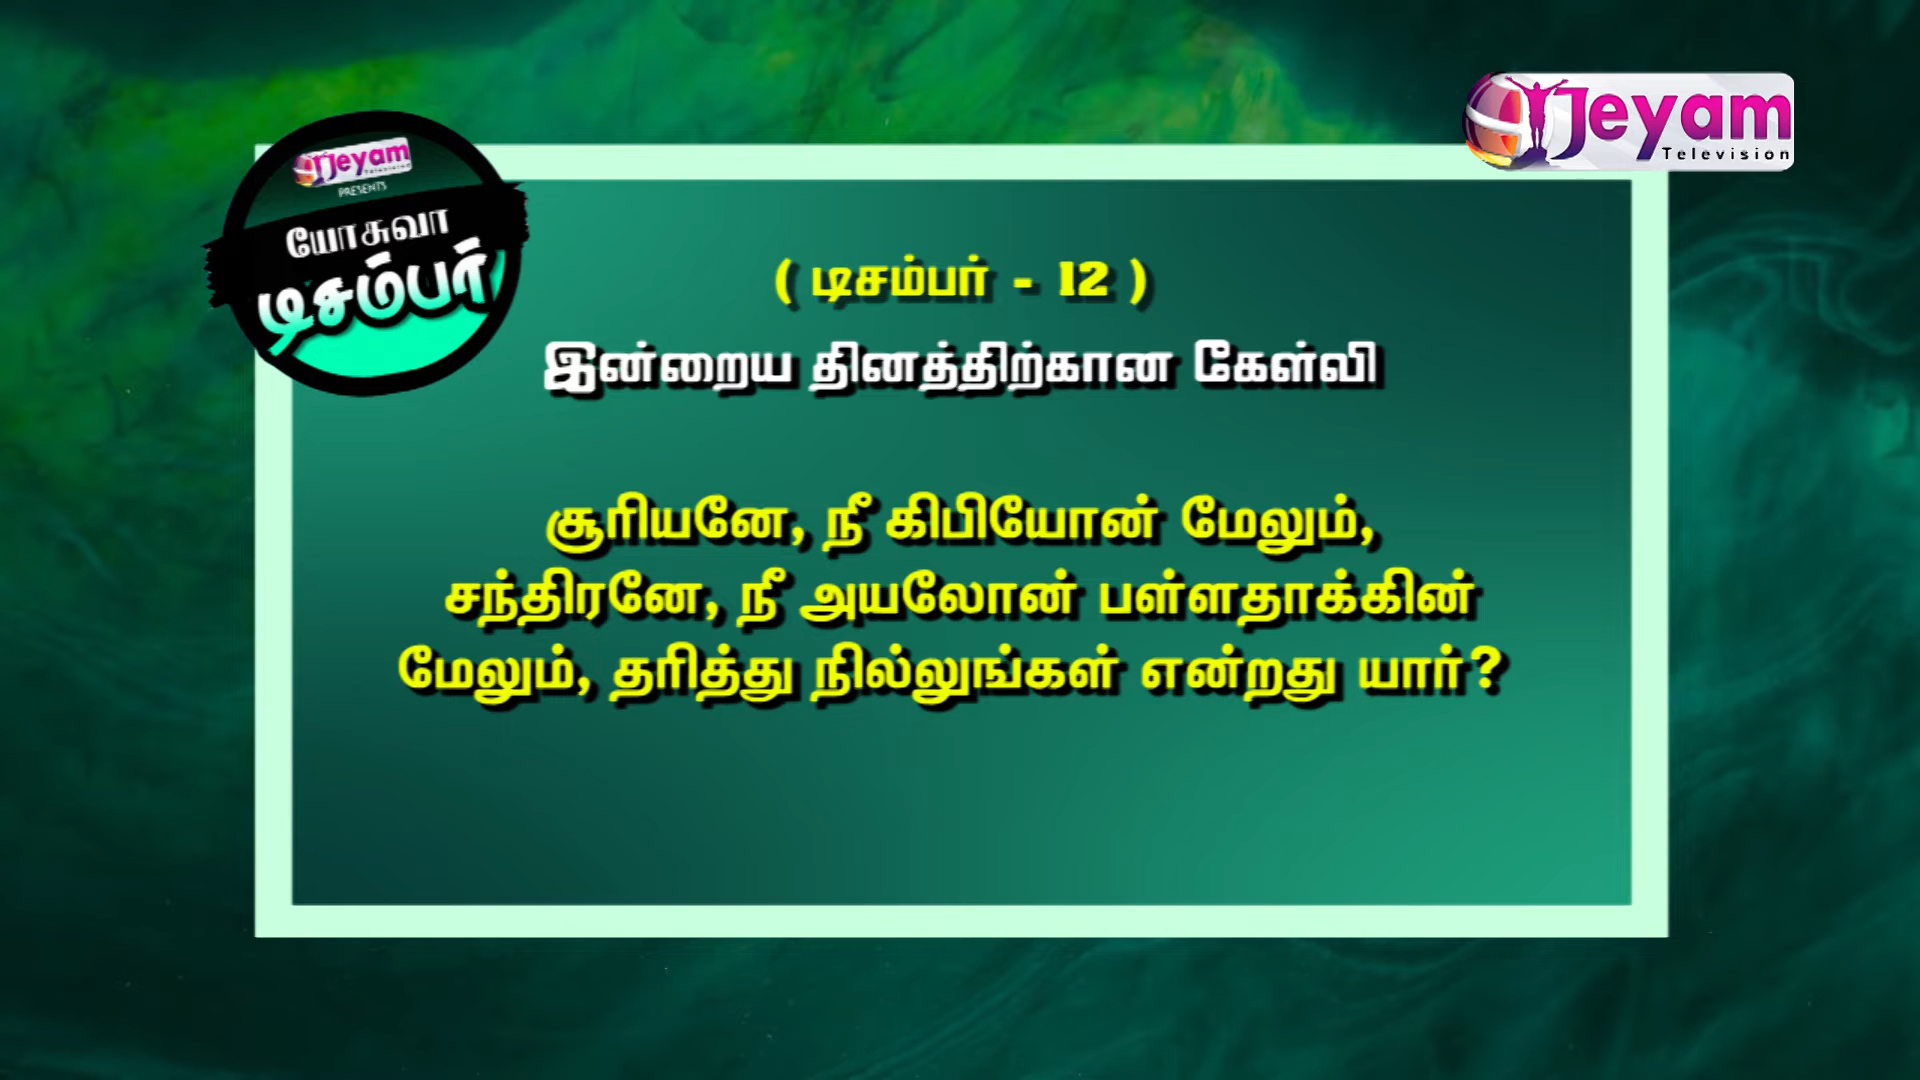 Jeyam
Television
Jeyam
Television
PRESENTS
யோசுவா
டிசம்பர்
( டிசம்பர் - 12 )
இன்றைய தினத்திற்கான கேள்வி
சூரியனே, நீ கிபியோன் மேலும்,
சந்திரனே, நீ அயலோன் பள்ளதாக்கின்
மேலும், தரித்து நில்லுங்கள் என்றது யார்?